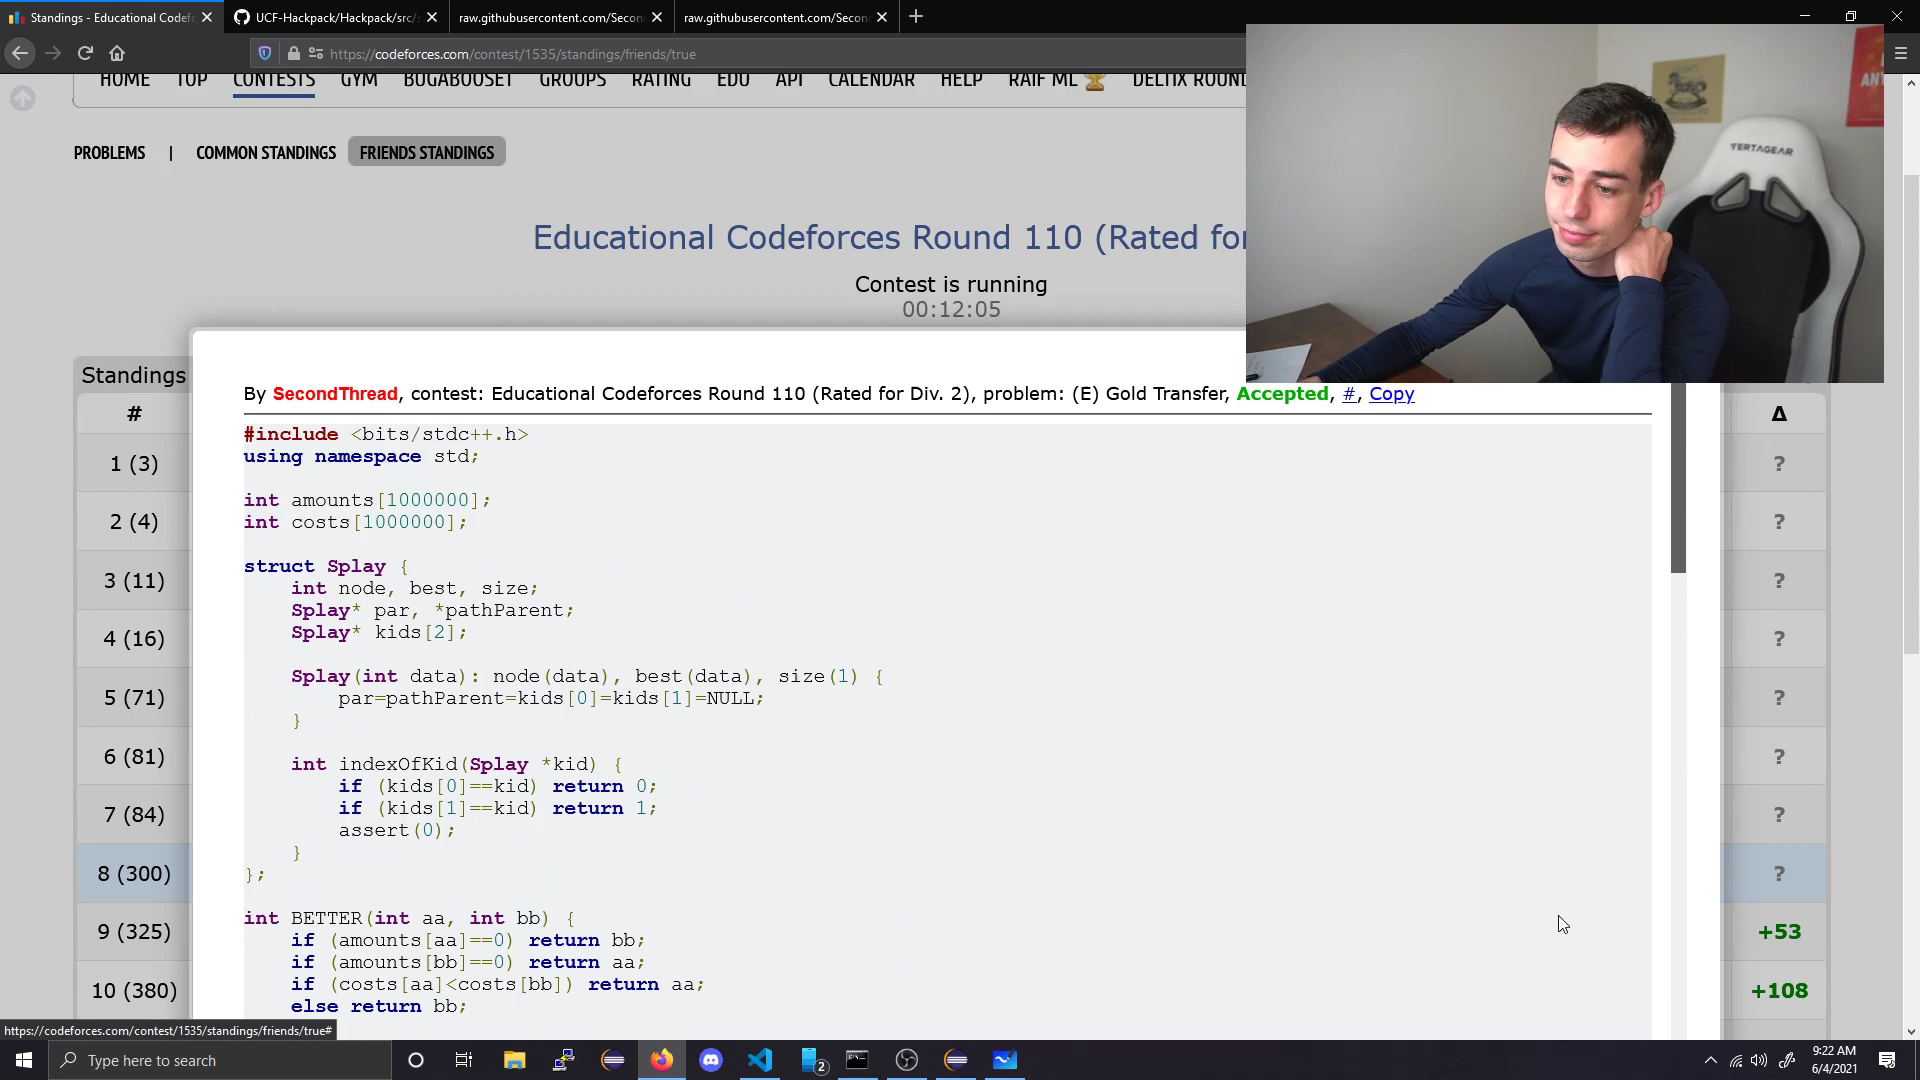 Standings - Educational Codef
UCF-Hackpack/Hackpack/src/
raw.githubusercontent.com/Secon
raw.githubusercontent.com/Secon
https://codeforces.com/contest/1535/standings/friends/true
HOME TOP CONTESTS GYM BUGABOOSET GROUPS RATING EDU API CALENDAR HELP RAIF ML DELTIX ROUND
PROBLEMS | COMMON STANDINGS FRIENDS STANDINGS
VERTAGEAR
Educational Codeforces Round 110 (Rated for
Contest is running
00:12:05
Standings
# Δ
1 (3) ?
2 (4) ?
3 (11) ?
4 (16) ?
5 (71) ?
6 (81) ?
7 (84) ?
8 (300) ?
9 (325) +53
10 (380) +108
By SecondThread, contest: Educational Codeforces Round 110 (Rated for Div. 2), problem: (E) Gold Transfer, Accepted, #, Copy
#include <bits/stdc++.h>
using namespace std;
int amounts[1000000];
int costs[1000000];
struct Splay {
int node, best, size;
Splay* par, *pathParent;
Splay* kids[2];
Splay(int data): node(data), best(data), size(1) {
par=pathParent=kids[0]=kids[1]=NULL;
}
int indexOfKid(Splay *kid) {
if (kids[0]==kid) return 0;
if (kids[1]==kid) return 1;
assert(0);
}
};
int BETTER(int aa, int bb) {
if (amounts[aa]==0) return bb;
if (amounts[bb]==0) return aa;
if (costs[aa]<costs[bb]) return aa;
else return bb;
https://codeforces.com/contest/1535/standings/friends/true#
Type here to search
2
9:22 AM
6/4/2021